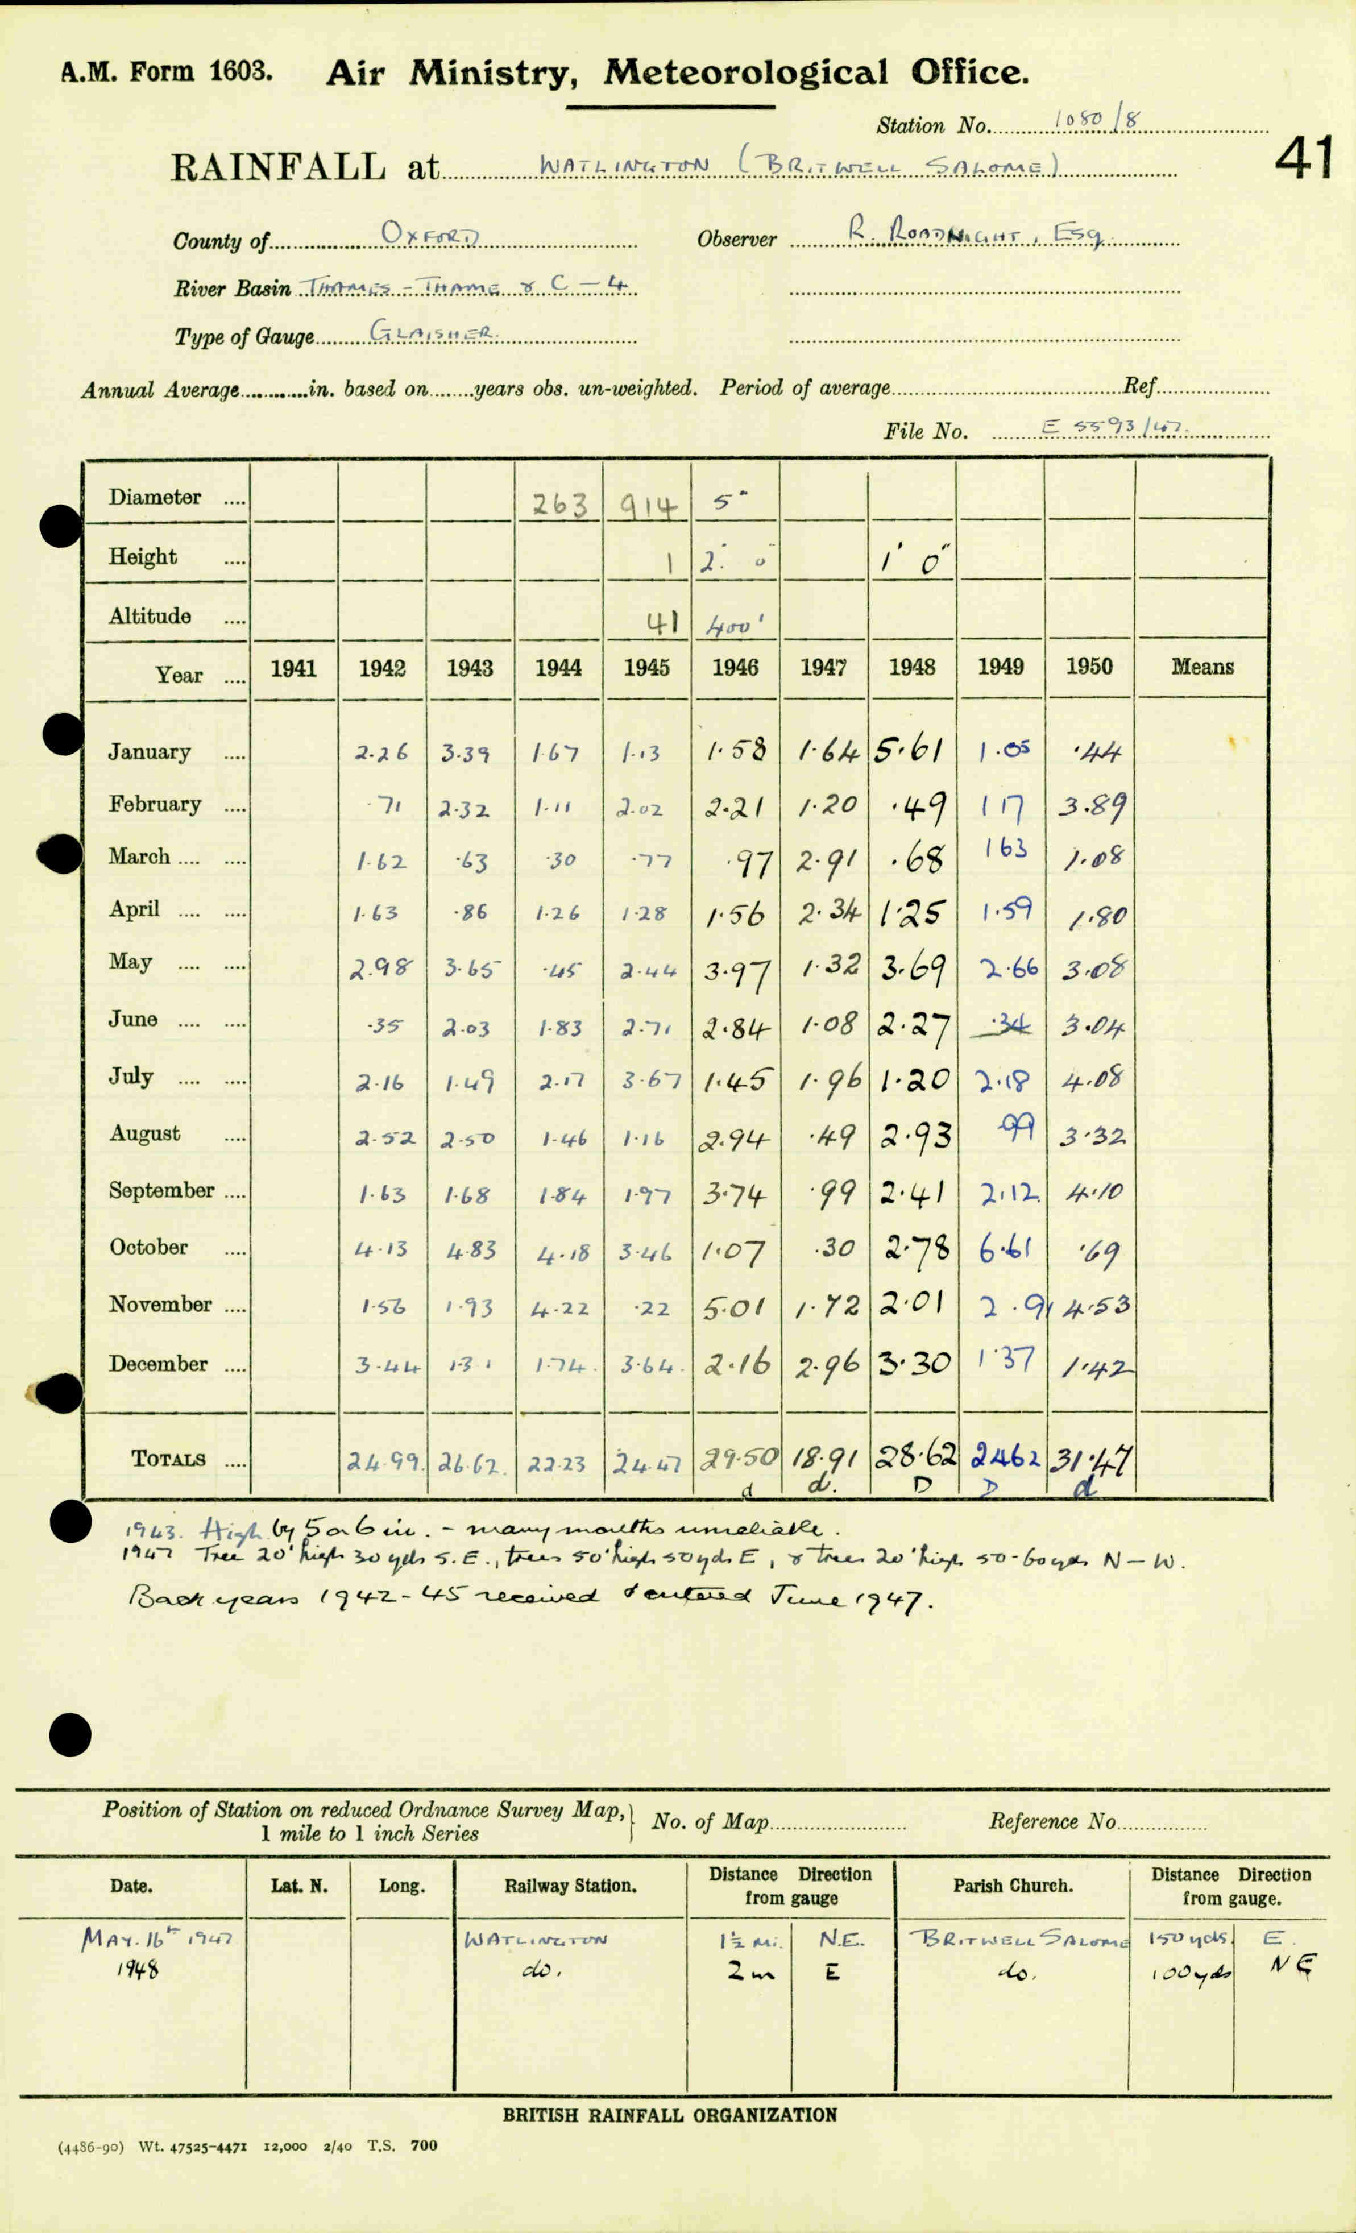 A.M. Form 1603. Air Ministry, Meteorological Office.
Station No. 1080/8
41
RAINFALL at WATLINGTON (BRITWELL SALOME)
County of OXFORD Observer R. ROADNIGHT, ESQ.
River Basin THAMES – THAME & C – 4
Type of Gauge GLAISHER.
Annual Average in. based on years obs. un-weighted. Period of average Ref.
File No. E 5593/47.
Diameter .... 263 914 5"
Height .... 1 2' 0" 1' 0"
Altitude .... 41 400'
Year .... 1941 1942 1943 1944 1945 1946 1947 1948 1949 1950 Means
January .... 2.26 3.39 1.67 1.13 1.58 1.64 5.61 1.05 .44
February .... .71 2.32 1.11 2.02 2.21 1.20 .49 1 17 3.89
March .... .... 1.62 .63 .30 .77 .97 2.91 .68 1 63 1.08
April .... .... 1.63 .86 1.26 1.28 1.56 2.34 1.25 1.59 1.80
May .... .... 2.98 3.65 .45 2.44 3.97 1.32 3.69 2.66 3.08
June .... .... .35 2.03 1.83 2.71 2.84 1.08 2.27 .34 3.04
July .... .... 2.16 1.49 2.17 3.67 1.45 1.96 1.20 2.18 4.08
August .... 2.52 2.50 1.46 1.16 2.94 .49 2.93 .99 3.32
September .... 1.63 1.68 1.84 1.97 3.74 .99 2.41 2.12 4.10
October .... 4.13 4.83 4.18 3.46 1.07 .30 2.78 6.61 .69
November .... 1.56 1.93 4.22 .22 5.01 1.72 2.01 2.91 4.53
December .... 3.44 1.31 1.74 3.64 2.16 2.96 3.30 1.37 1.42
TOTALS .... 24.99 26.62 22.23 24.47 29.50 18.91 28.62 24 62 31.47
d d. D D d
1943. High by 5 or 6 in. – many months unreliable.
1947 Tree 20' high 30 yds S.E., trees 50' high 50 yds E, & trees 20' high 50-60 yds N – W.
Back years 1942-45 received & entered June 1947.
Position of Station on reduced Ordnance Survey Map, No. of Map Reference No.
1 mile to 1 inch Series
Date. Lat. N. Long. Railway Station. Distance Direction from gauge Parish Church. Distance Direction from gauge.
MAY. 16th 1947 WATLINGTON 1½ MI. N.E. BRITWELL SALOME 150 yds. E.
1948 do. 2 m E do. 100 yds NE
BRITISH RAINFALL ORGANIZATION
(4486-90) Wt. 47525-4471 12,000 2/40 T.S. 700